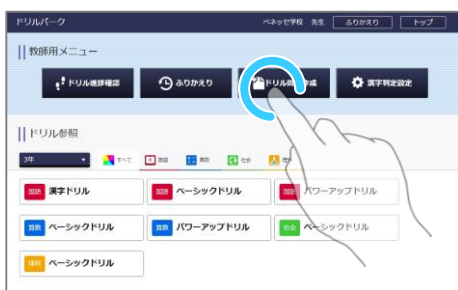 ドリルパーク
ベネッセ学校 先生 ふりかえり トップ
教師用メニュー
ドリル進捗確認 ふりかえり ドリル 作成 漢字判定設定
ドリル参照
3年 すべて 国語 算数 社会
国語 漢字ドリル 国語 ベーシックドリル 国語 パワーアップドリル
算数 ベーシックドリル 算数 パワーアップドリル 社会 ベーシックドリル
理科 ベーシックドリル